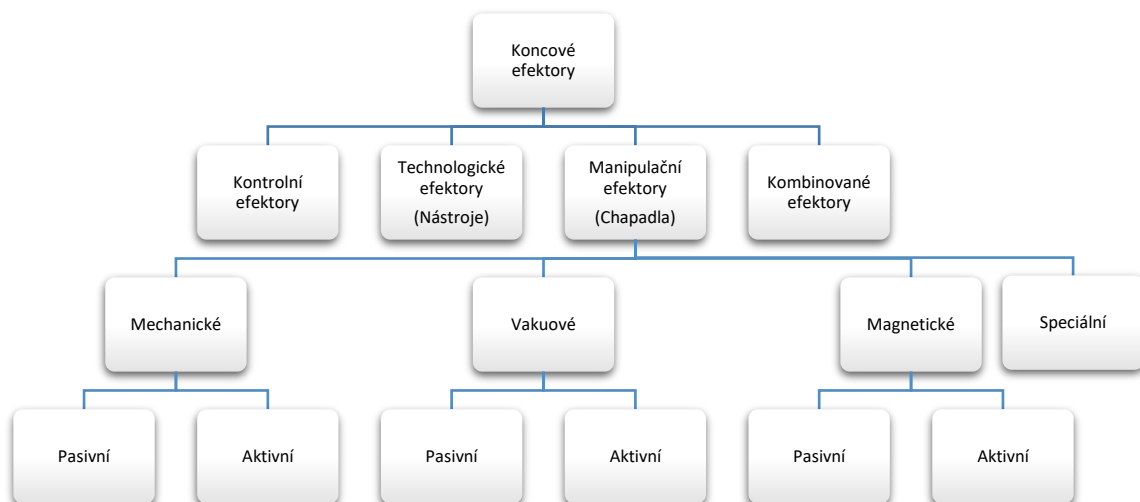 Koncové
efektory
Kontrolní
efektory
Technologické
efektory
(Nástroje)
Manipulační
efektory
(Chapadla)
Kombinované
efektory
Mechanické
Vakuové
Magnetické
Speciální
Pasivní
Aktivní
Pasivní
Aktivní
Pasivní
Aktivní